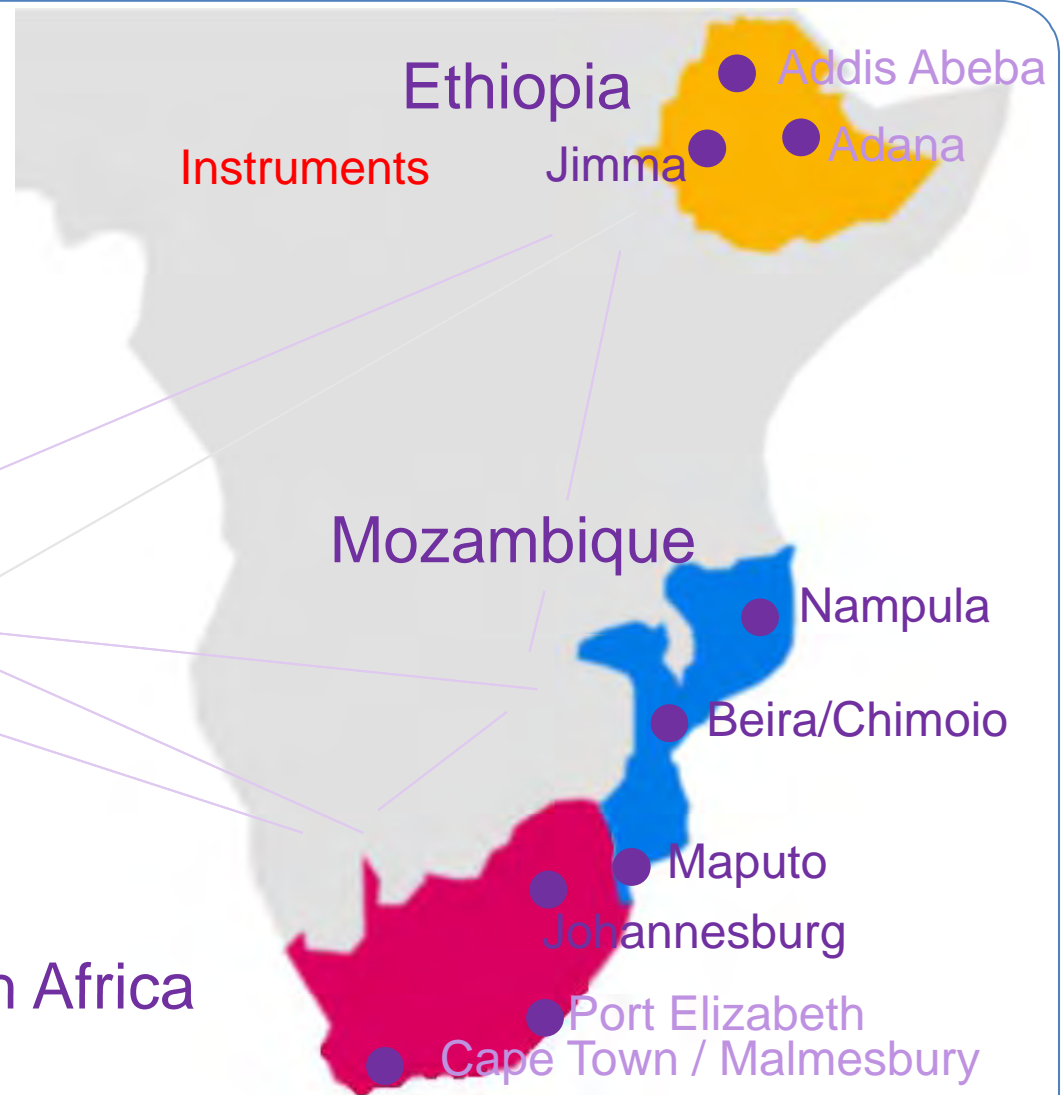 Ethiopia
Addis Abeba
Instruments
Jimma
Adana
Mozambique
Nampula
Beira/Chimoio
Maputo
Johannesburg
n Africa
Port Elizabeth
Cape Town / Malmesbury